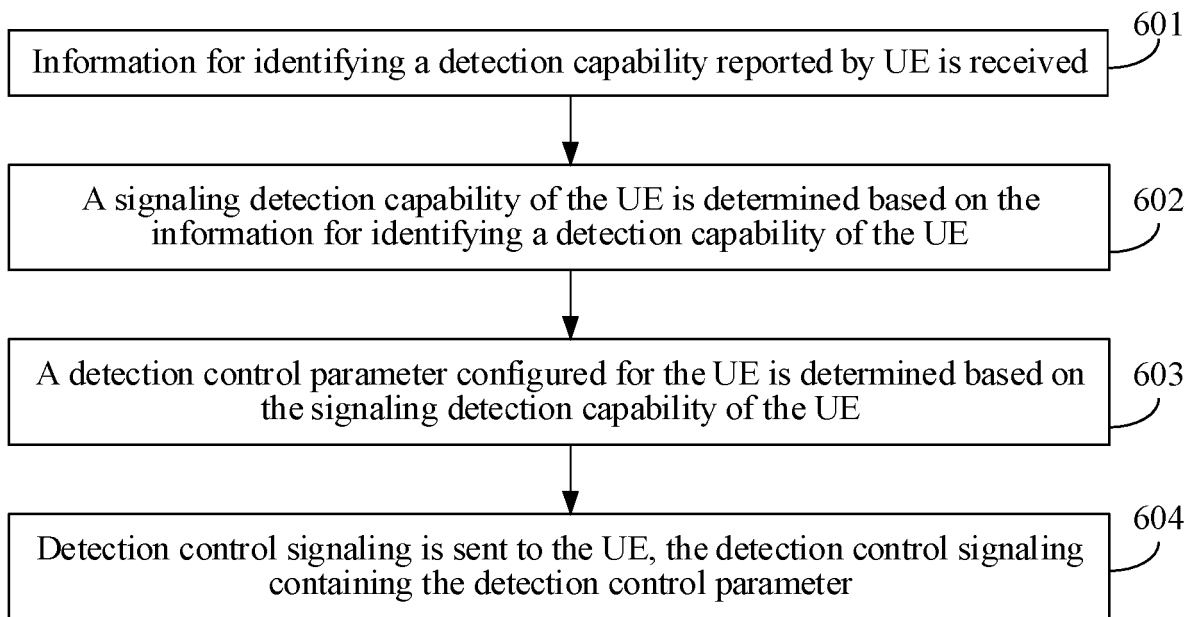 601
Information for identifying a detection capability reported by UE is received
A signaling detection capability of the UE is determined based on the
information for identifying a detection capability of the UE
602
A detection control parameter configured for the UE is determined based on
the signaling detection capability of the UE
603
604
Detection control signaling is sent to the UE, the detection control signaling
containing the detection control parameter